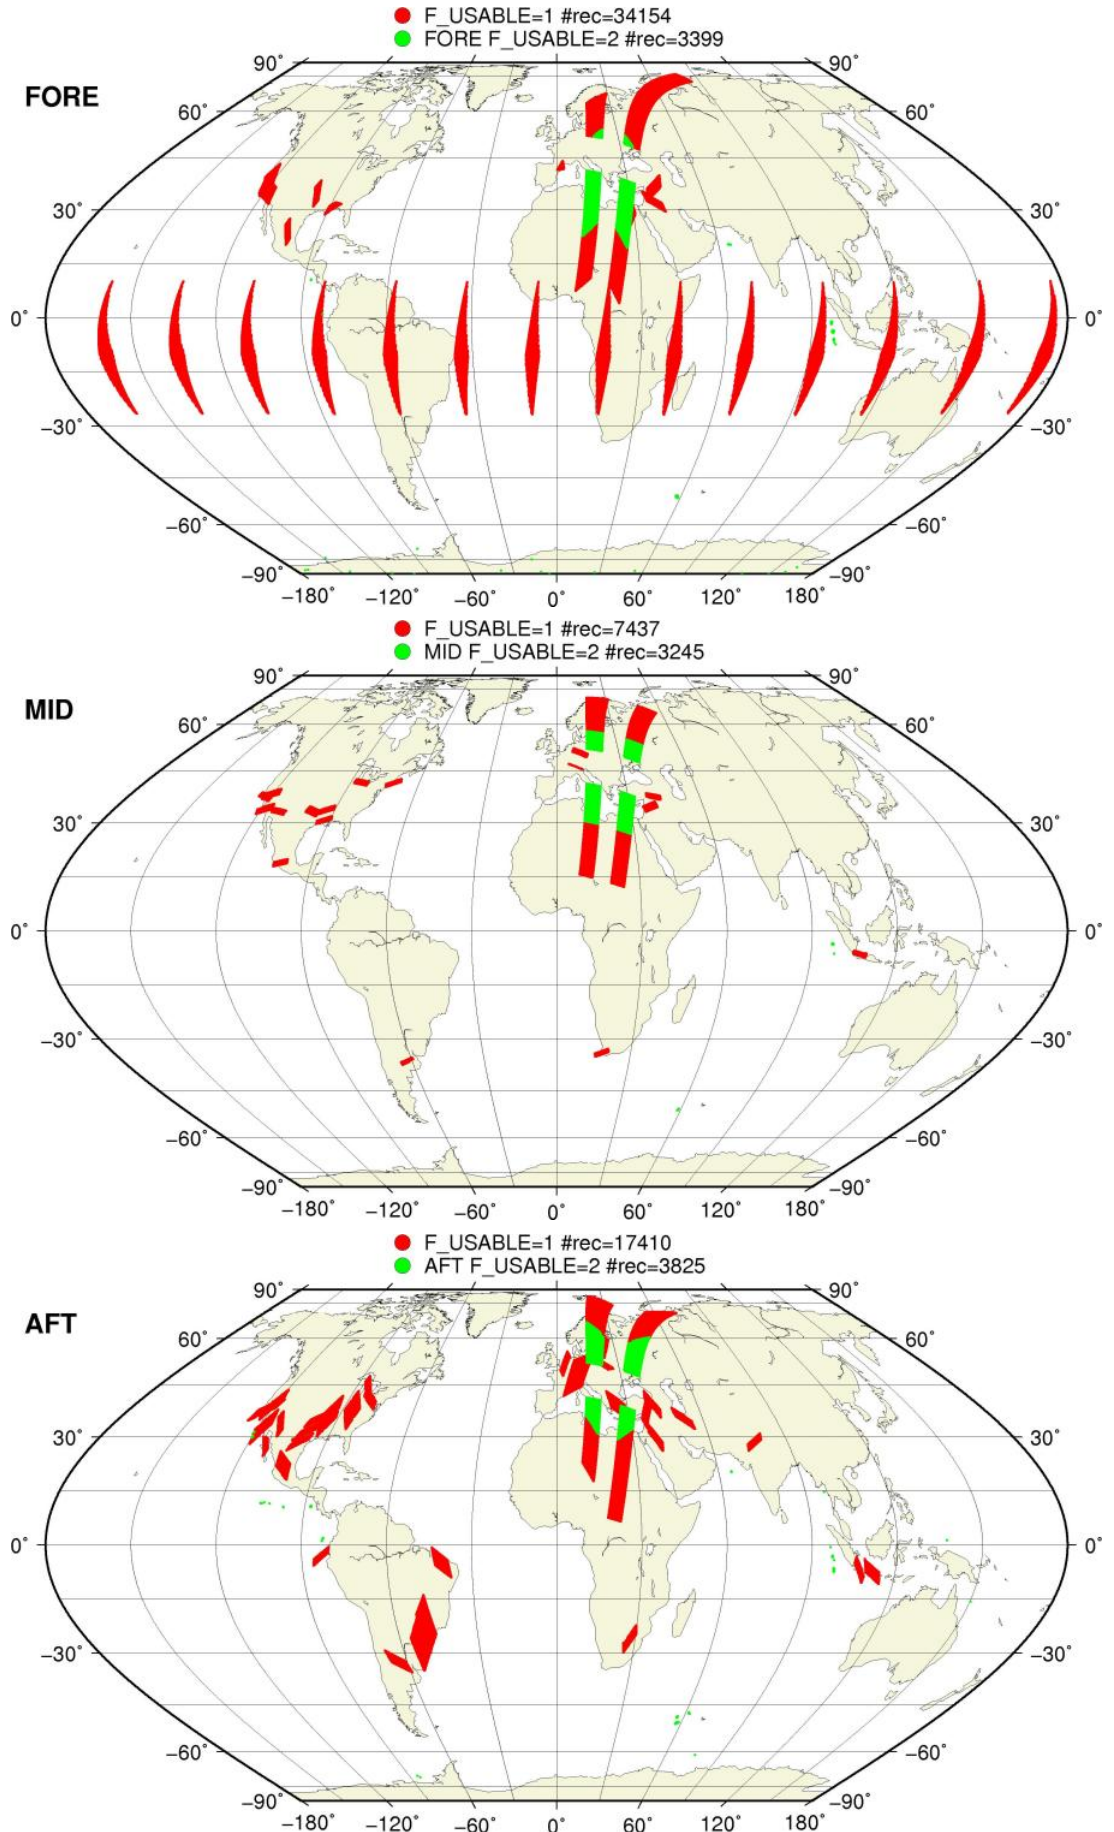 F_USABLE=1 #rec=34154
FORE F_USABLE=2 #rec=3399
FORE
90° 90°
60° 60°
30° 30°
0° 0°
−30° −30°
−60° −60°
−90° −90°
−180° −120° −60° 0° 60° 120° 180°
F_USABLE=1 #rec=7437
MID F_USABLE=2 #rec=3245
MID
90° 90°
60° 60°
30° 30°
0° 0°
−30° −30°
−60° −60°
−90° −90°
−180° −120° −60° 0° 60° 120° 180°
F_USABLE=1 #rec=17410
AFT F_USABLE=2 #rec=3825
AFT
90° 90°
60° 60°
30° 30°
0° 0°
−30° −30°
−60° −60°
−90° −90°
−180° −120° −60° 0° 60° 120° 180°